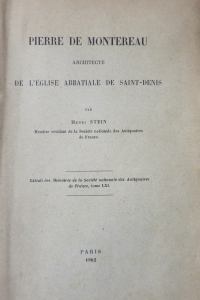 PIERRE DE MONTEREAU
ARCHITECTE
DE L'ÉGLISE ABBATIALE DE SAINT-DENIS
PAR
HENRI STEIN
Membre résidant de la Société nationale des Antiquaires
de France.
Extrait des Mémoires de la Société nationale des Antiquaires
de France, tome LXI.
PARIS
1902